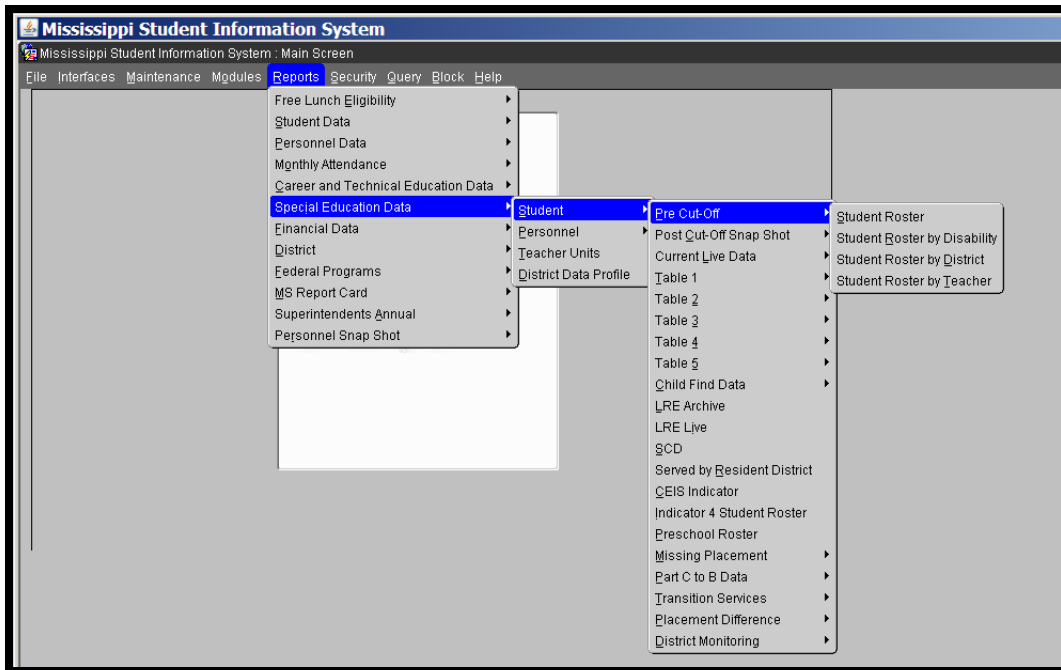 Mississippi Student Information System
Mississippi Student Information System : Main Screen
File Interfaces Maintenance Modules Reports Security Query Block Help
Free Lunch Eligibility
Student Data
Personnel Data
Monthly Attendance
Career and Technical Education Data
Special Education Data
Financial Data
District
Federal Programs
MS Report Card
Superintendents Annual
Personnel Snap Shot
Student
Personnel
Teacher Units
District Data Profile
Pre Cut-Off
Post Cut-Off Snap Shot
Current Live Data
Table 1
Table 2
Table 3
Table 4
Table 5
Child Find Data
LRE Archive
LRE Live
SCD
Served by Resident District
CEIS Indicator
Indicator 4 Student Roster
Preschool Roster
Missing Placement
Part C to B Data
Transition Services
Placement Difference
District Monitoring
Student Roster
Student Roster by Disability
Student Roster by District
Student Roster by Teacher